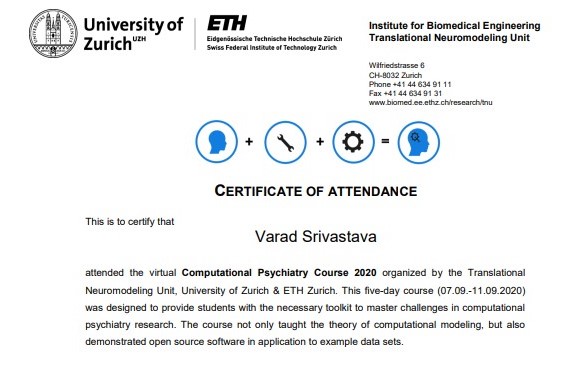 University of
Zurich UZH
ETH
Eidgenössische Technische Hochschule Zürich
Swiss Federal Institute of Technology Zurich
Institute for Biomedical Engineering
Translational Neuromodeling Unit
Wilfriedstrasse 6
CH-8032 Zurich
Phone +41 44 634 91 11
Fax +41 44 634 91 31
www.biomed.ee.ethz.ch/research/tnu
+ + =
CERTIFICATE OF ATTENDANCE
This is to certify that
Varad Srivastava
attended the virtual Computational Psychiatry Course 2020 organized by the Translational
Neuromodeling Unit, University of Zurich & ETH Zurich. This five-day course (07.09.-11.09.2020)
was designed to provide students with the necessary toolkit to master challenges in computational
psychiatry research. The course not only taught the theory of computational modeling, but also
demonstrated open source software in application to example data sets.